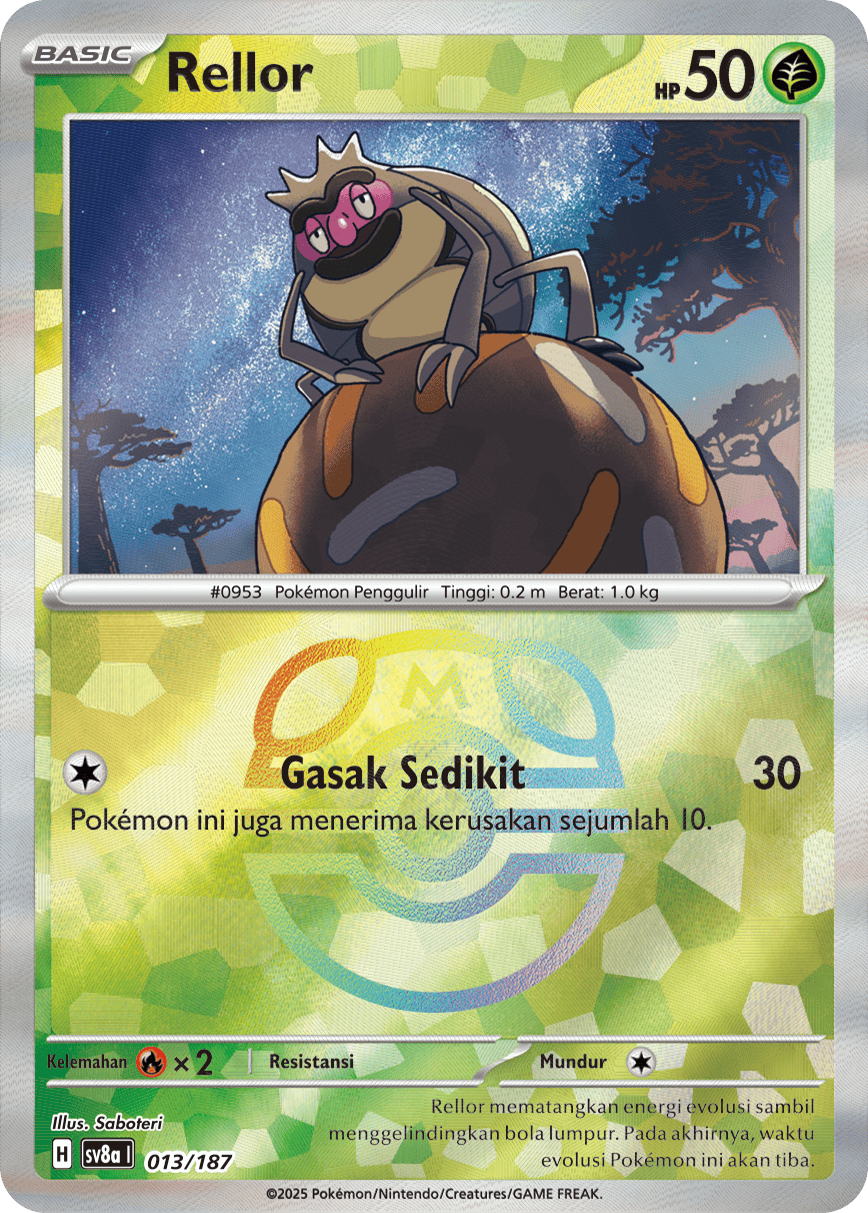 BASIC Rellor HP 50
#0953 Pokémon Penggulir Tinggi: 0.2 m Berat: 1.0 kg
M
Gasak Sedikit 30
Pokémon ini juga menerima kerusakan sejumlah 10.
Kelemahan × 2 Resistansi Mundur
Rellor mematangkan energi evolusi sambil
menggelindingkan bola lumpur. Pada akhirnya, waktu
evolusi Pokémon ini akan tiba.
Illus. Saboteri
H sv8a I 013/187
©2025 Pokémon/Nintendo/Creatures/GAME FREAK.